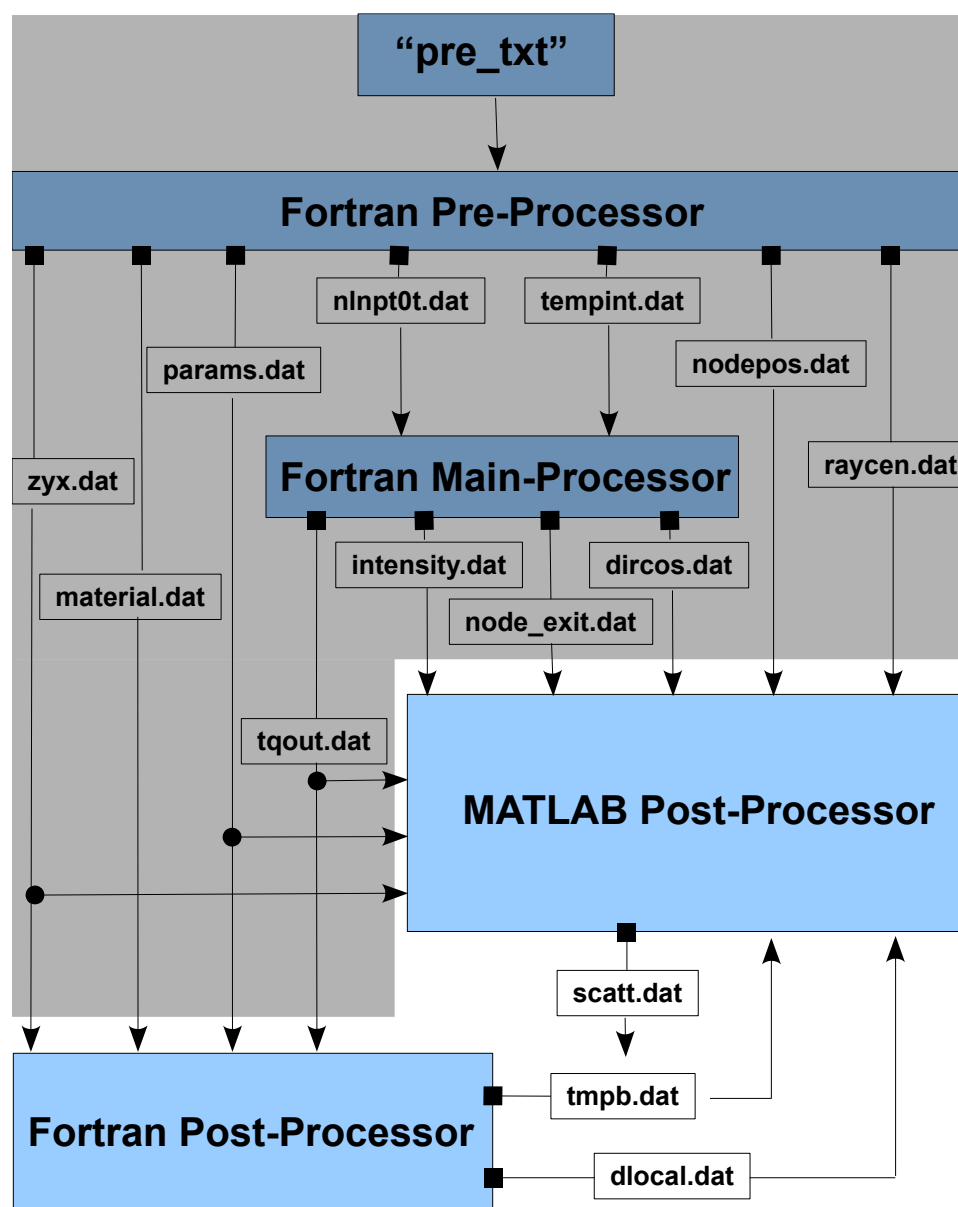 “pre_txt”
Fortran Pre-Processor
nlnpt0t.dat
tempint.dat
params.dat
nodepos.dat
Fortran Main-Processor
raycen.dat
zyx.dat
intensity.dat
dircos.dat
material.dat
node_exit.dat
tqout.dat
MATLAB Post-Processor
scatt.dat
tmpb.dat
Fortran Post-Processor
dlocal.dat